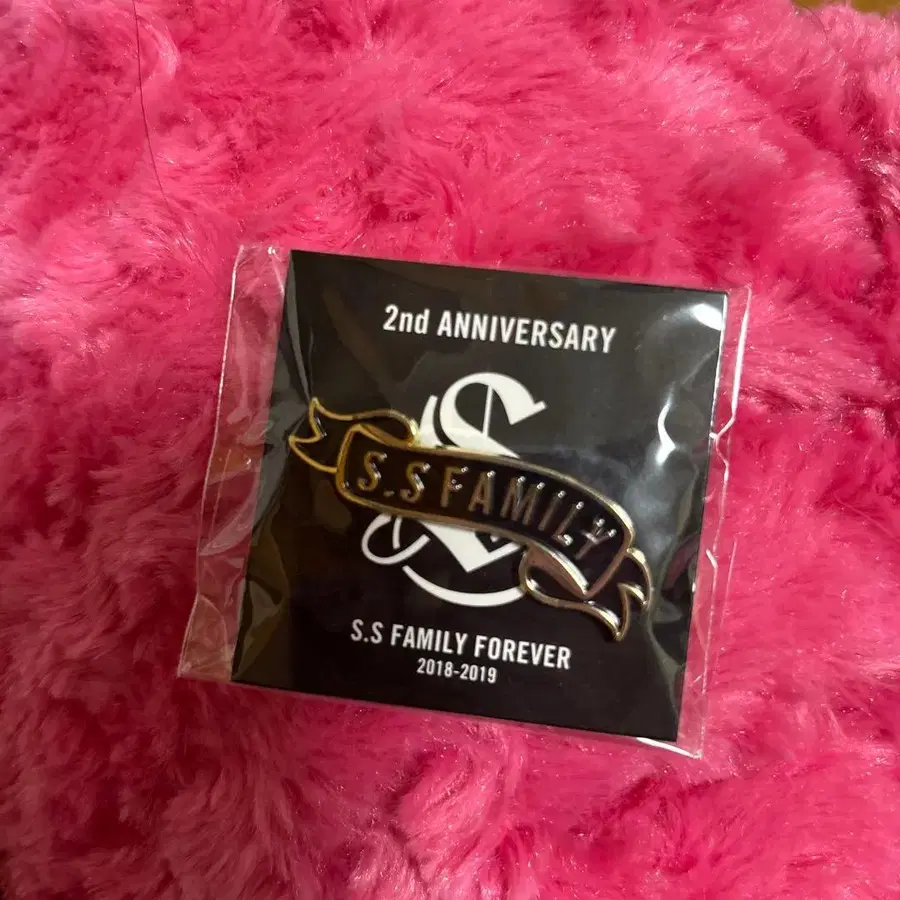 2nd ANNIVERSARY
S
S.S FAMILY
S.S FAMILY FOREVER
2018-2019